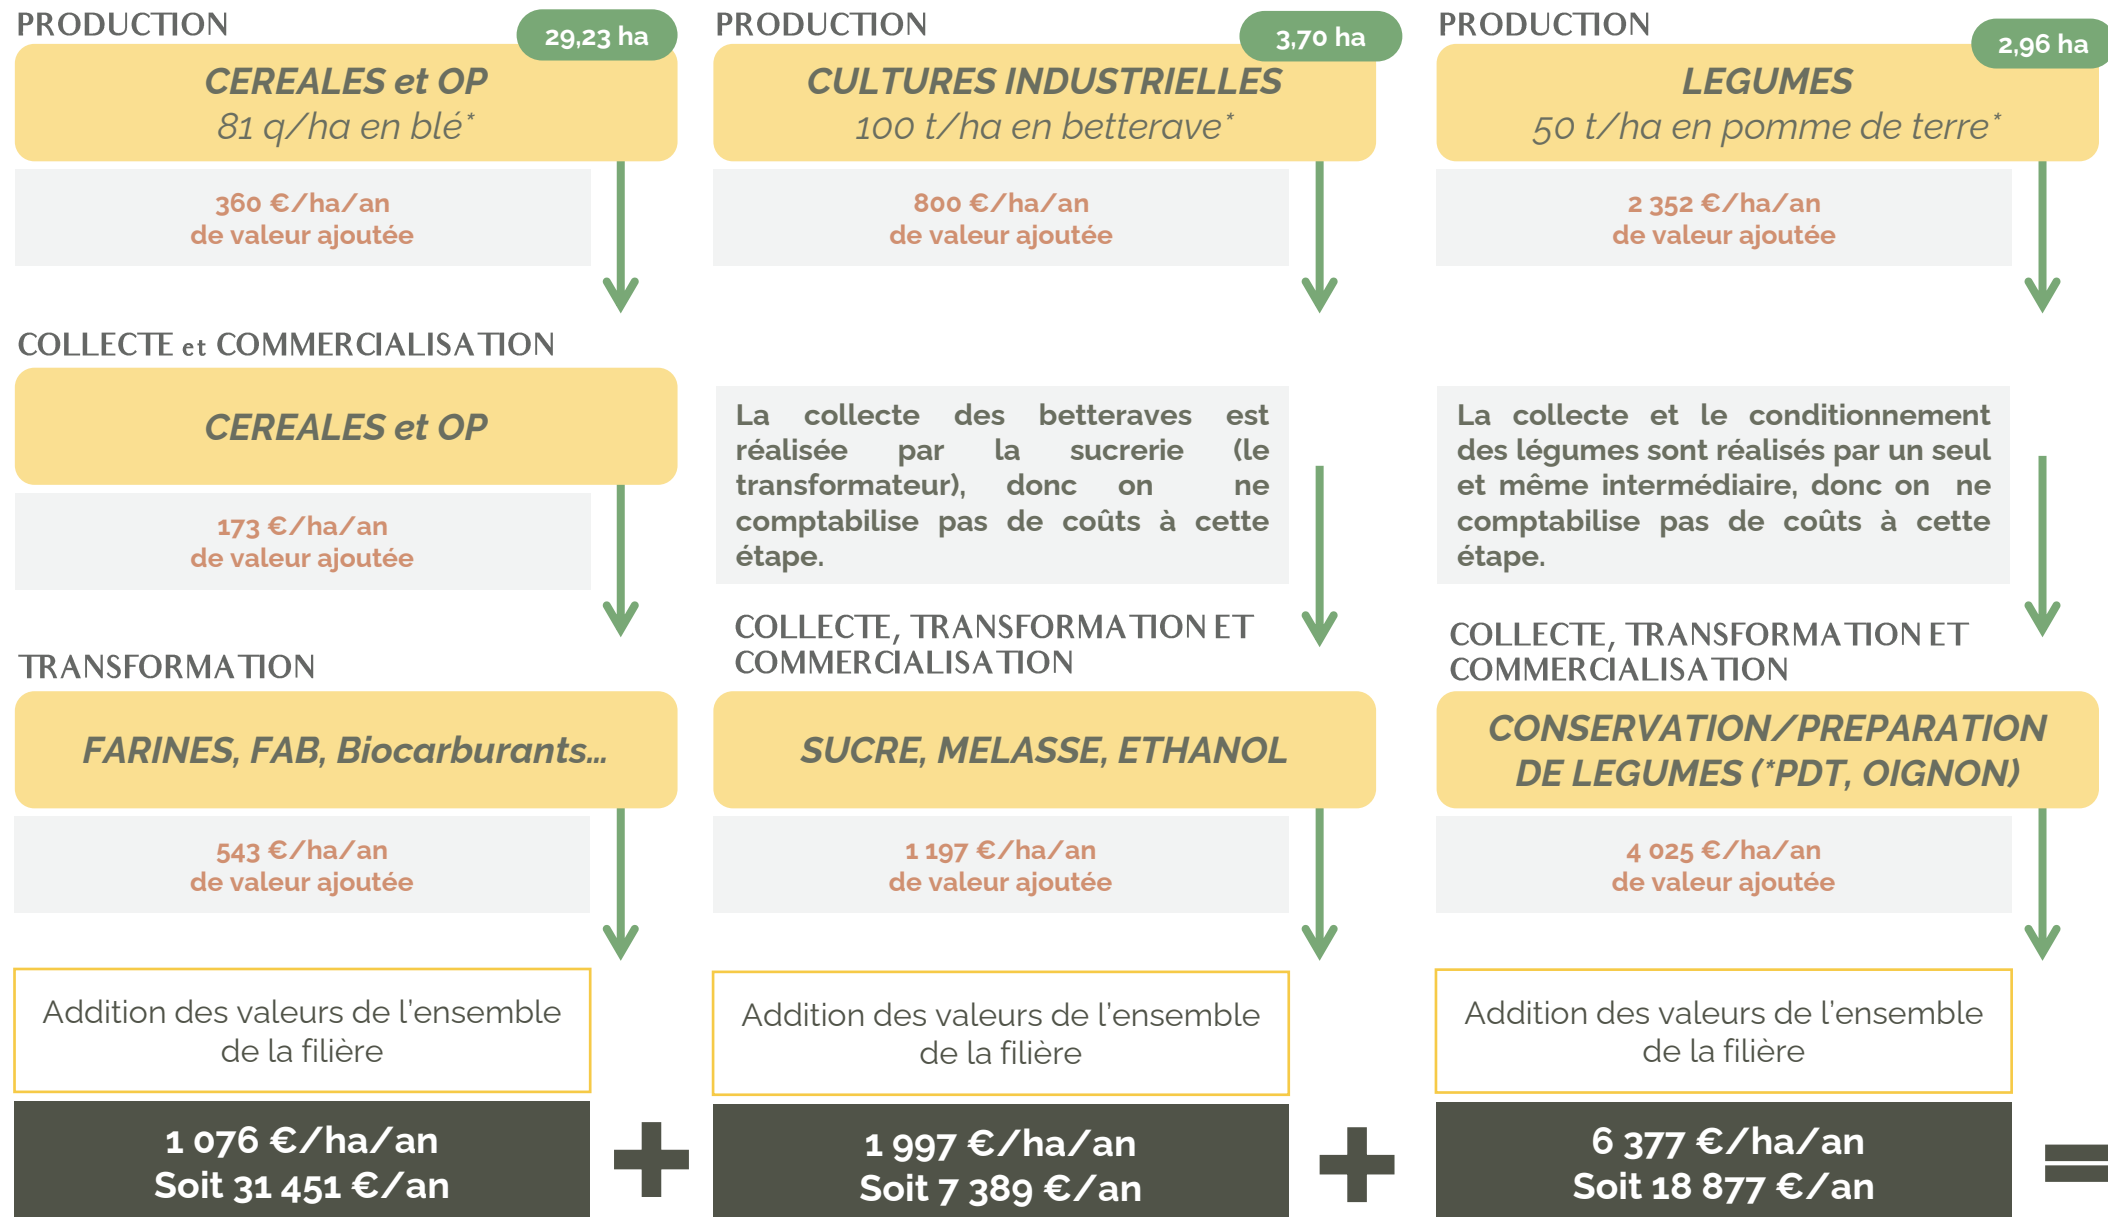 PRODUCTION
29,23 ha
CEREALES et OP
81 q/ha en blé*
360 €/ha/an
de valeur ajoutée
COLLECTE et COMMERCIALISATION
CEREALES et OP
173 €/ha/an
de valeur ajoutée
TRANSFORMATION
FARINES, FAB, Biocarburants...
543 €/ha/an
de valeur ajoutée
Addition des valeurs de l'ensemble
de la filière
1 076 €/ha/an
Soit 31 451 €/an
+
PRODUCTION
3,70 ha
CULTURES INDUSTRIELLES
100 t/ha en betterave*
800 €/ha/an
de valeur ajoutée
La collecte des betteraves est
réalisée par la sucrerie (le
transformateur), donc on ne
comptabilise pas de coûts à cette
étape.
COLLECTE, TRANSFORMATION ET
COMMERCIALISATION
SUCRE, MELASSE, ETHANOL
1 197 €/ha/an
de valeur ajoutée
Addition des valeurs de l'ensemble
de la filière
1 997 €/ha/an
Soit 7 389 €/an
+
PRODUCTION
2,96 ha
LEGUMES
50 t/ha en pomme de terre*
2 352 €/ha/an
de valeur ajoutée
La collecte et le conditionnement
des légumes sont réalisés par un seul
et même intermédiaire, donc on ne
comptabilise pas de coûts à cette
étape.
COLLECTE, TRANSFORMATION ET
COMMERCIALISATION
CONSERVATION/PREPARATION
DE LEGUMES (*PDT, OIGNON)
4 025 €/ha/an
de valeur ajoutée
Addition des valeurs de l'ensemble
de la filière
6 377 €/ha/an
Soit 18 877 €/an
=